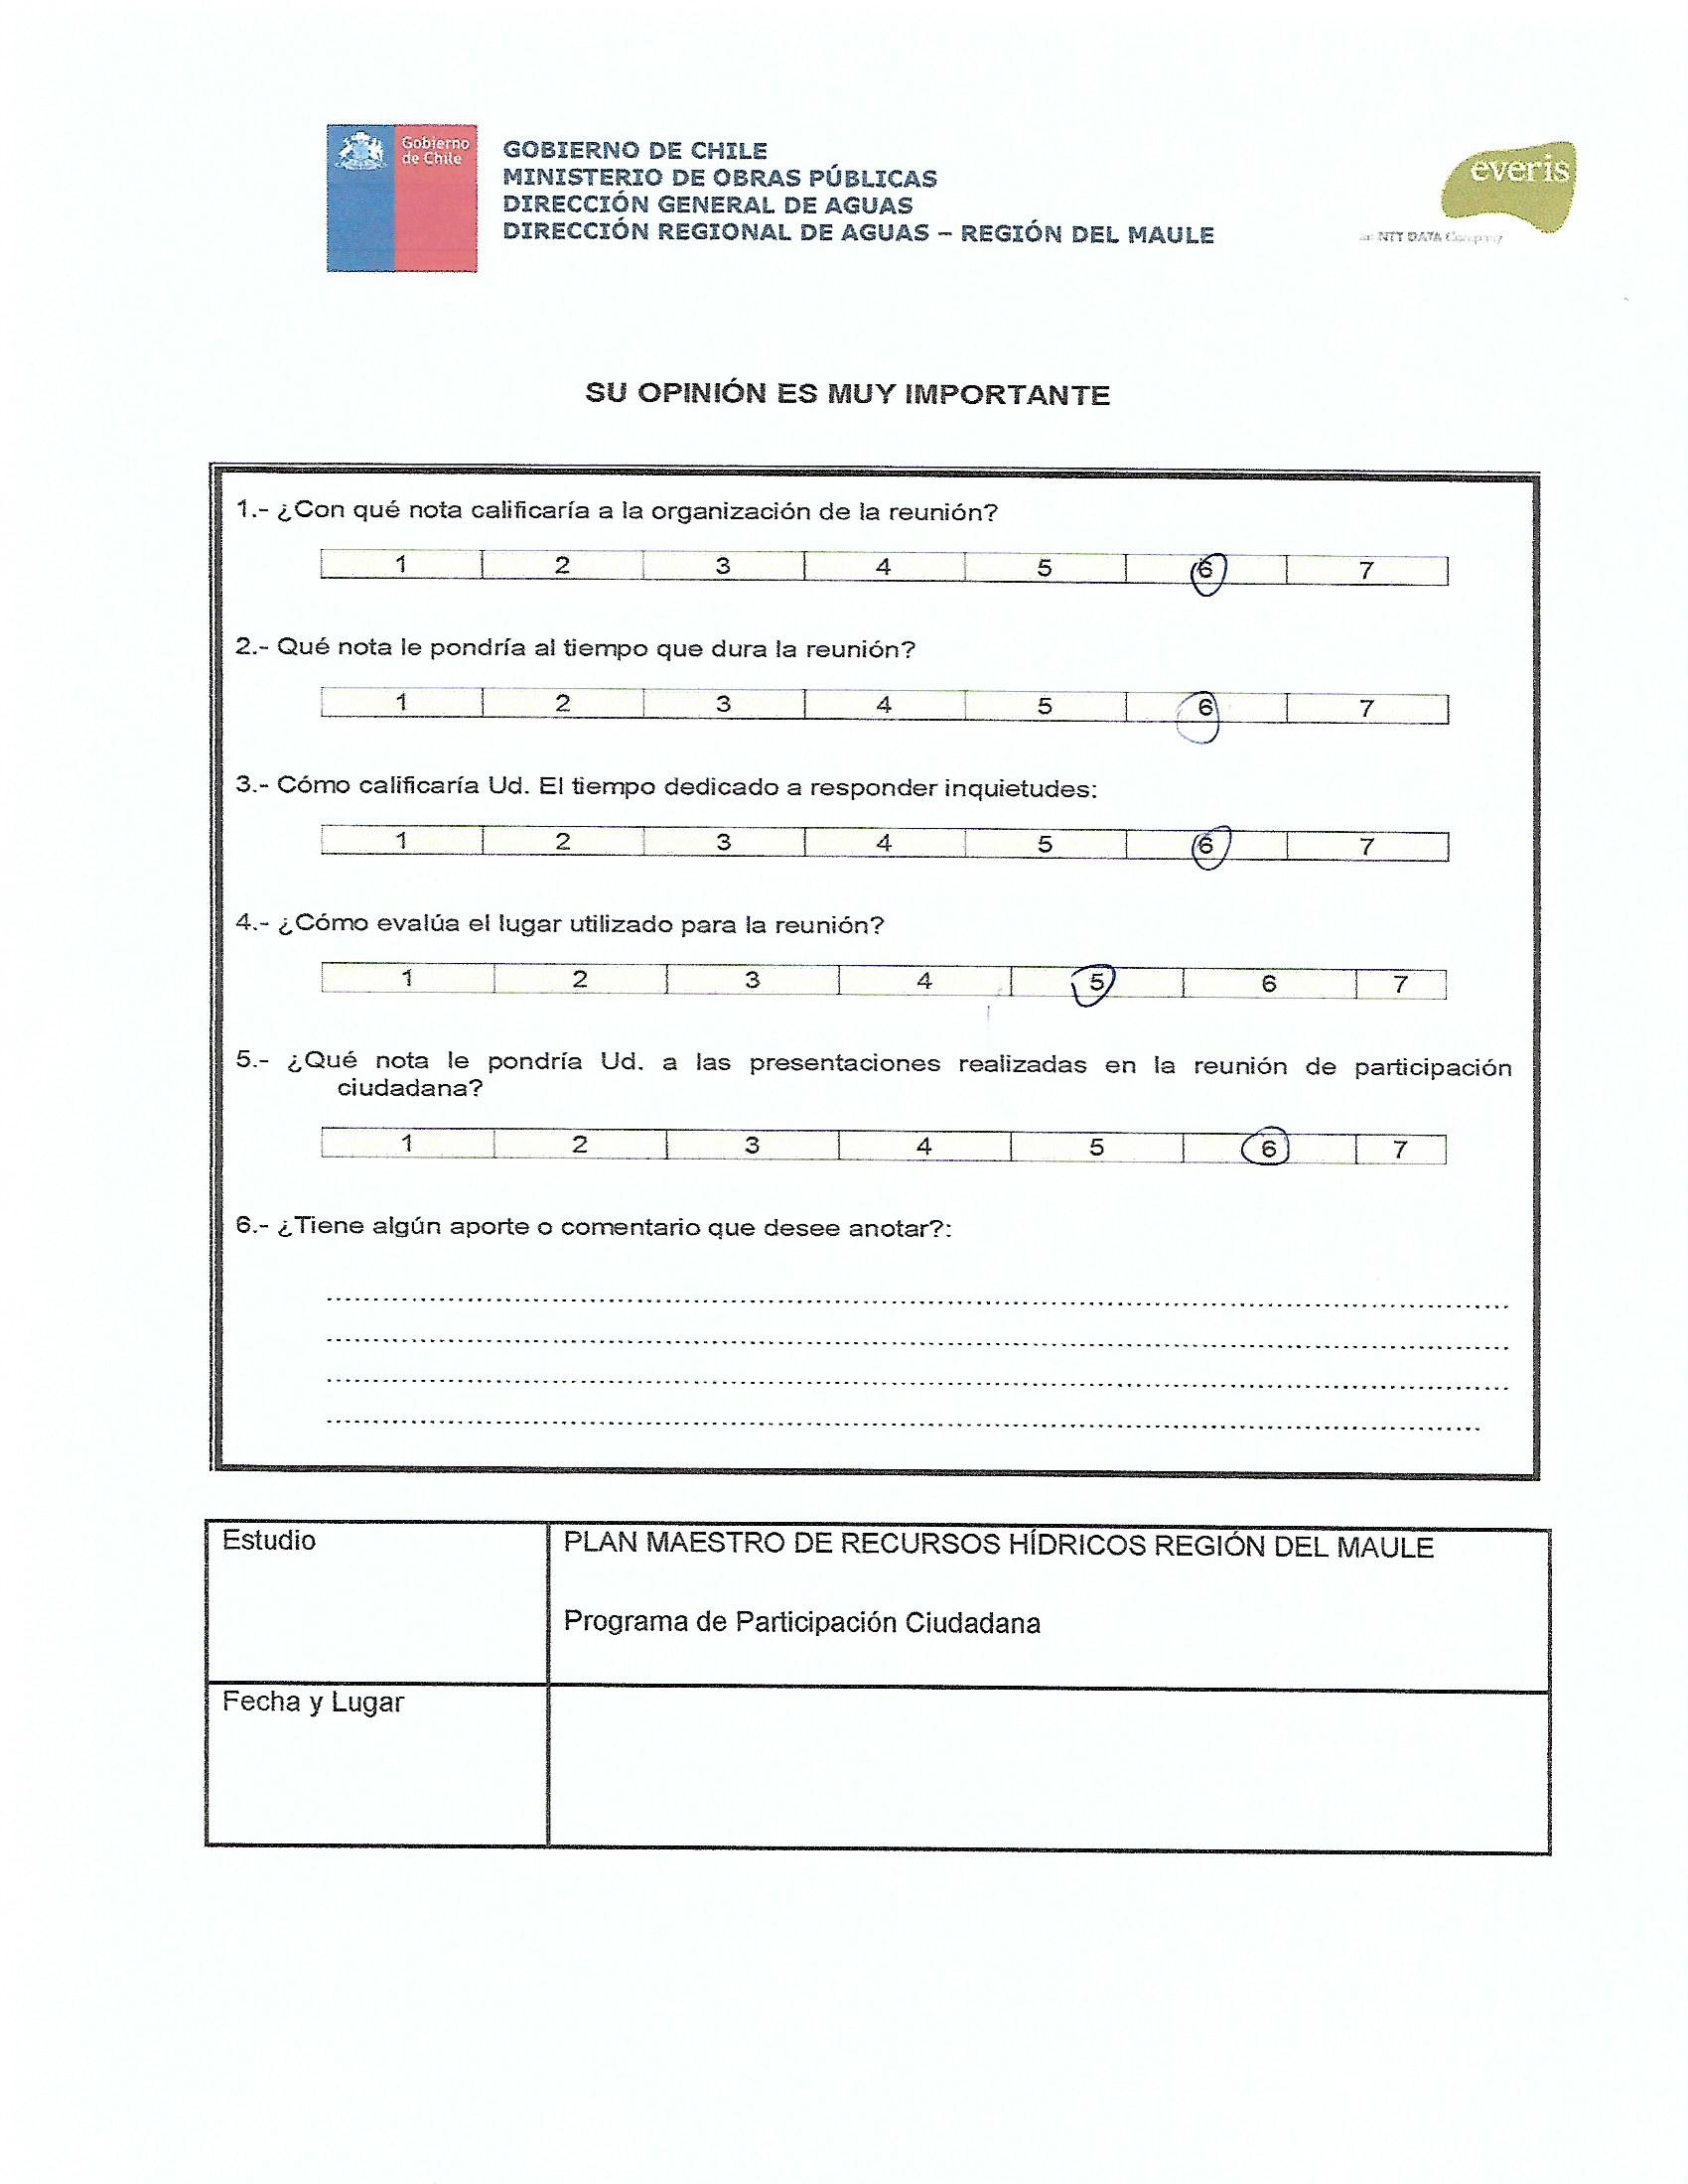 Gobierno
de Chile
GOBIERNO DE CHILE
MINISTERIO DE OBRAS PÚBLICAS
DIRECCIÓN GENERAL DE AGUAS
DIRECCIÓN REGIONAL DE AGUAS – REGIÓN DEL MAULE
everis
an NTT DATA Company
SU OPINIÓN ES MUY IMPORTANTE
1.- ¿Con qué nota calificaría a la organización de la reunión?
1 2 3 4 5 6 7
2.- Qué nota le pondría al tiempo que dura la reunión?
1 2 3 4 5 6 7
3.- Cómo calificaría Ud. El tiempo dedicado a responder inquietudes:
1 2 3 4 5 6 7
4.- ¿Cómo evalúa el lugar utilizado para la reunión?
1 2 3 4 5 6 7
5.- ¿Qué nota le pondría Ud. a las presentaciones realizadas en la reunión de participación
ciudadana?
1 2 3 4 5 6 7
6.- ¿Tiene algún aporte o comentario que desee anotar?:
Estudio PLAN MAESTRO DE RECURSOS HÍDRICOS REGIÓN DEL MAULE
Programa de Participación Ciudadana
Fecha y Lugar